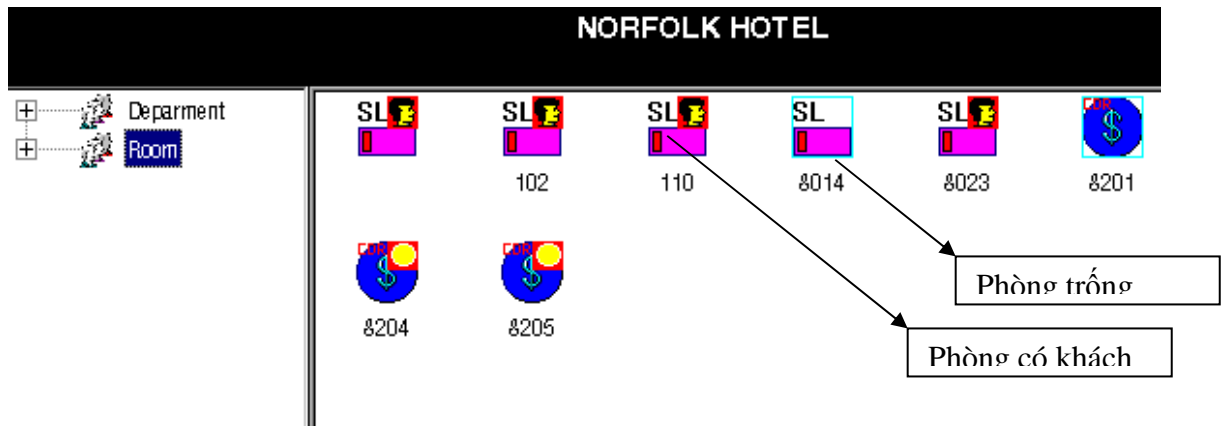 NORFOLK HOTEL
Deparment
Room
SL SL SL SL SL CDR
102 110 8014 8023 8201
CDR CDR
8204 8205
Phòng trống
Phòng có khách